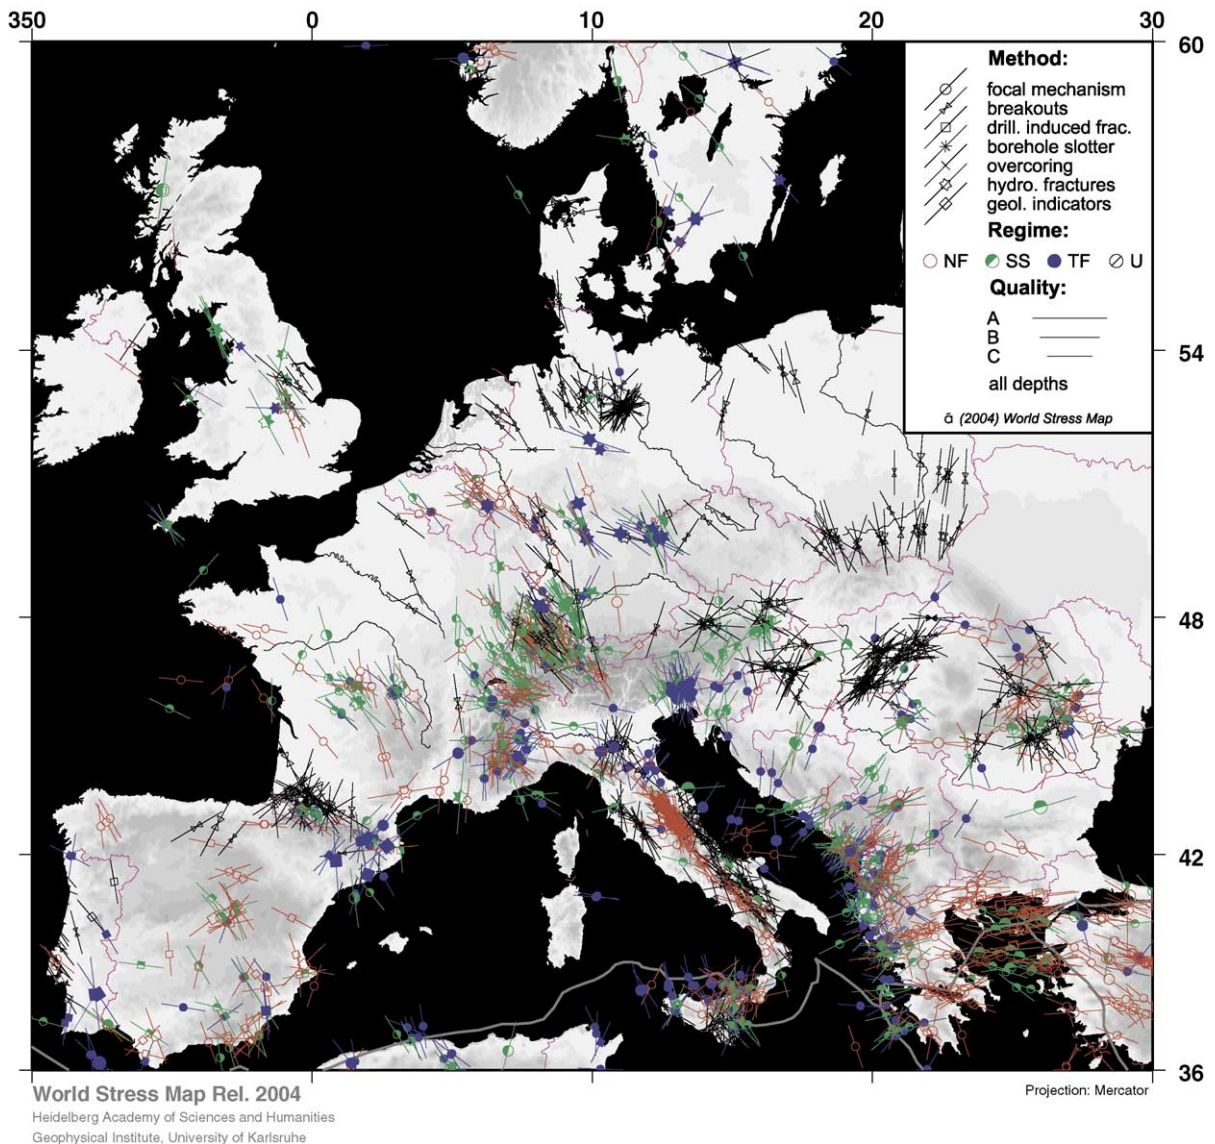 350 0 10 20 30
60
Method:
focal mechanism
breakouts
drill. induced frac.
borehole slotter
overcoring
hydro. fractures
geol. indicators
Regime:
NF SS TF U
Quality:
A
B
C
all depths
ā (2004) World Stress Map
54
48
42
36
World Stress Map Rel. 2004
Projection: Mercator
Heidelberg Academy of Sciences and Humanities
Geophysical Institute, University of Karlsruhe